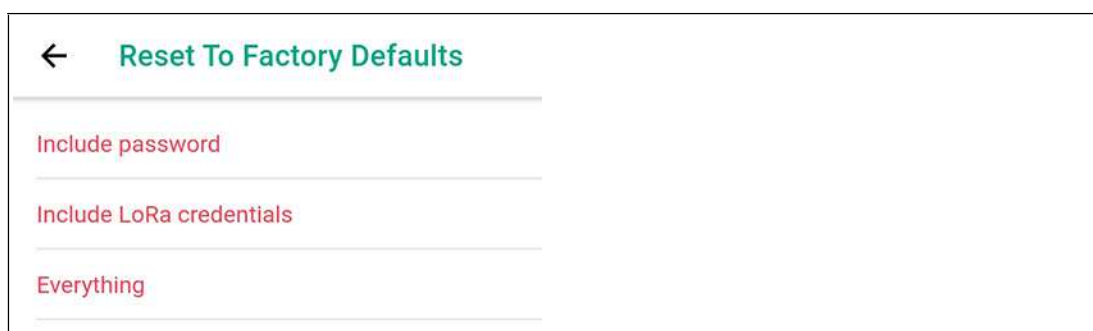 Reset To Factory Defaults
Include password
Include LoRa credentials
Everything